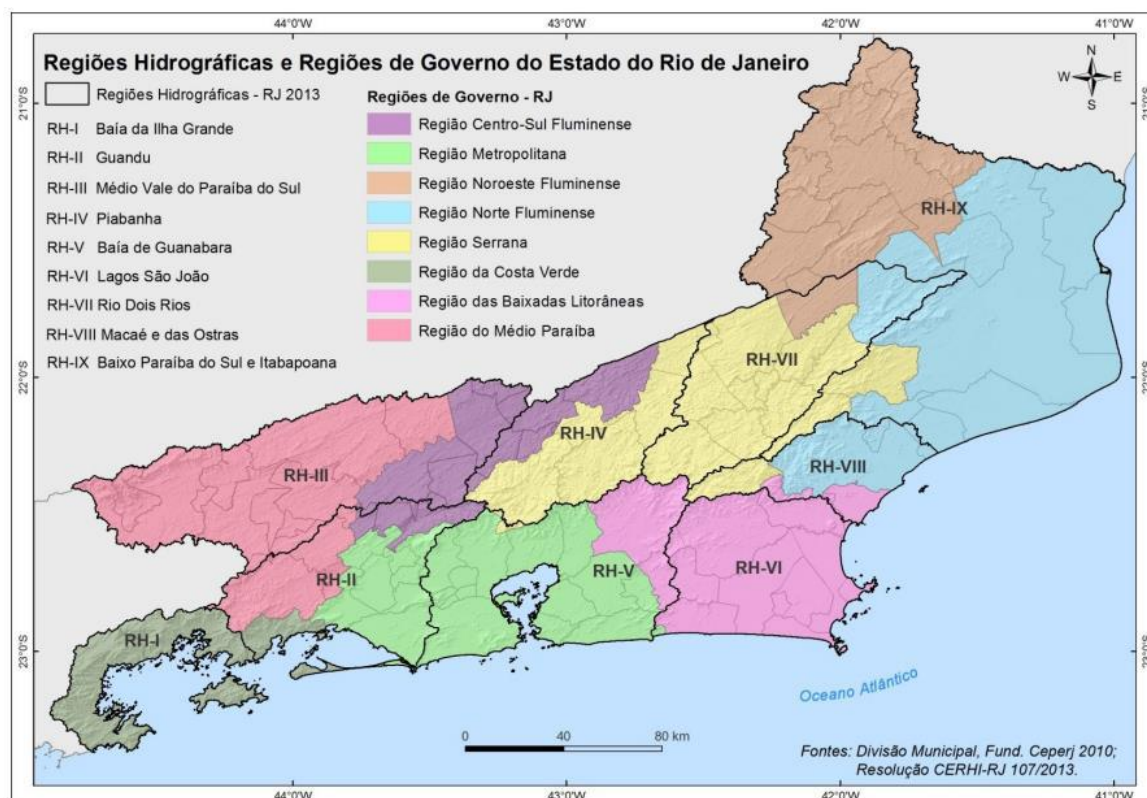 44°0'W 43°0'W 42°0'W 41°0'W
Regiões Hidrográficas e Regiões de Governo do Estado do Rio de Janeiro
N
W E
S
21°0'S 21°0'S
Regiões Hidrográficas - RJ 2013
RH-I Baía da Ilha Grande
RH-II Guandu
RH-III Médio Vale do Paraíba do Sul
RH-IV Piabanha
RH-V Baía de Guanabara
RH-VI Lagos São João
RH-VII Rio Dois Rios
RH-VIII Macaé e das Ostras
RH-IX Baixo Paraíba do Sul e Itabapoana
Regiões de Governo - RJ
Região Centro-Sul Fluminense
Região Metropolitana
Região Noroeste Fluminense
Região Norte Fluminense
Região Serrana
Região da Costa Verde
Região das Baixadas Litorâneas
Região do Médio Paraíba
RH-IX
RH-VII
22°0'S 22°0'S
RH-IV
RH-III
RH-VIII
RH-II
RH-V
RH-VI
RH-I
23°0'S 23°0'S
Oceano Atlântico
0 40 80 km
Fontes: Divisão Municipal, Fund. Ceperj 2010;
Resolução CERHI-RJ 107/2013.
44°0'W 43°0'W 42°0'W 41°0'W